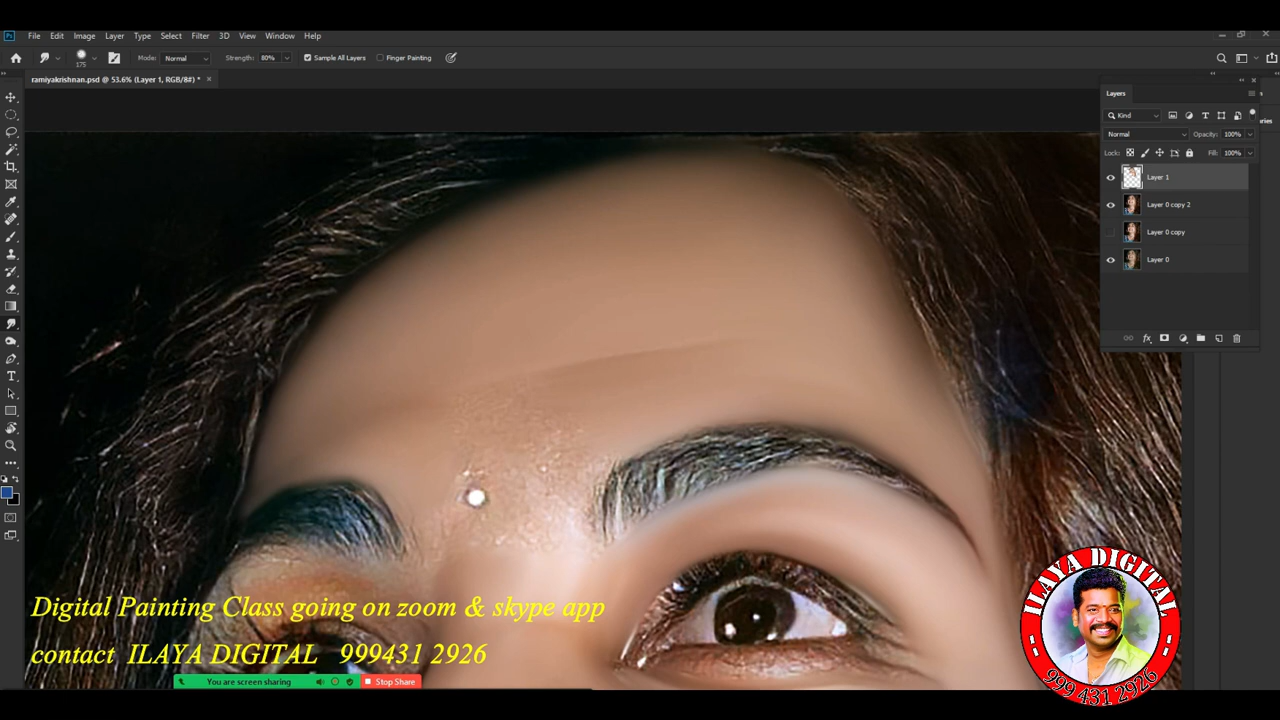 Ps File Edit Image Layer Type Select Filter 3D View Window Help
175 Mode: Normal Strength: 80% Sample All Layers Finger Painting
ramiyakrishnan.psd @ 53.6% (Layer 1, RGB/8#) *
Layers
Kind
Normal Opacity: 100%
Lock: Fill: 100%
Layer 1
Layer 0 copy 2
Layer 0 copy
Layer 0
fx
Digital Painting Class going on zoom & skype app
contact ILAYA DIGITAL 999431 2926
You are screen sharing Stop Share
ILAYA DIGITAL
999 431 2926